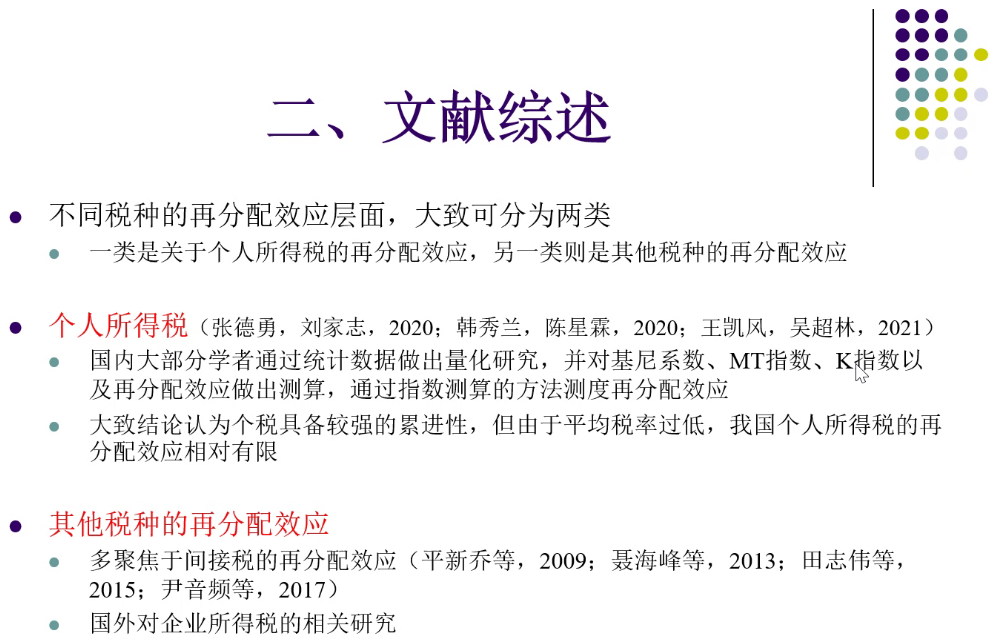 二、文献综述
不同税种的再分配效应层面，大致可分为两类
一类是关于个人所得税的再分配效应，另一类则是其他税种的再分配效应
个人所得税（张德勇，刘家志，2020；韩秀兰，陈星霖，2020；王凯风，吴超林，2021）
国内大部分学者通过统计数据做出量化研究，并对基尼系数、MT指数、K指数以
及再分配效应做出测算，通过指数测算的方法测度再分配效应
大致结论认为个税具备较强的累进性，但由于平均税率过低，我国个人所得税的再
分配效应相对有限
其他税种的再分配效应
多聚焦于间接税的再分配效应（平新乔等，2009；聂海峰等，2013；田志伟等，
2015；尹音频等，2017）
国外对企业所得税的相关研究